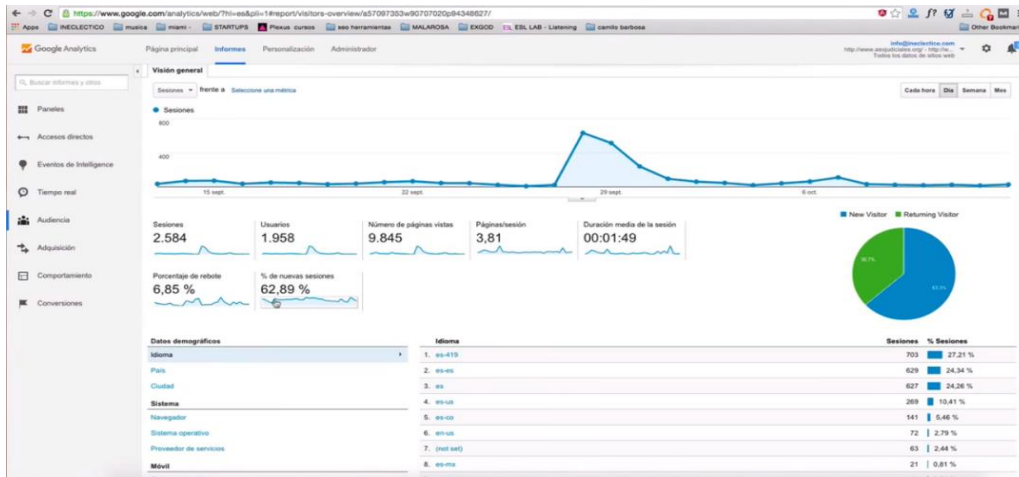 https://www.google.com/analytics/web/?hl=es&pli=1#report/visitors-overview/a57097353w90707020p94348627/
Apps INECLECTICO musica miami - STARTUPS Plexus cursos seo herramientas MALAROSA EXGOD ESL LAB - Listening camilo barbosa Other Bookmar
Google Analytics Página principal Informes Personalización Administrador
info@ineclectico.com
Todos los datos de sitios web
Buscar informes y otros
Visión general
Sesiones frente a Seleccione una métrica
Cada hora Día Semana Mes
Paneles
Accesos directos
Eventos de Intelligence
Tiempo real
Audiencia
Adquisición
Comportamiento
Conversiones
Sesiones
800
400
15 sept. 22 sept. 29 sept. 6 oct.
New Visitor Returning Visitor
Sesiones
2.584
Usuarios
1.958
Número de páginas vistas
9.845
Páginas/sesión
3,81
Duración media de la sesión
00:01:49
Porcentaje de rebote
6,85 %
% de nuevas sesiones
62,89 %
Datos demográficos
Idioma
País
Ciudad
Sistema
Navegador
Sistema operativo
Proveedor de servicios
Móvil
Idioma Sesiones % Sesiones
1. es-419 703 27,21 %
2. es-es 629 24,34 %
3. es 627 24,26 %
4. es-us 269 10,41 %
5. es-co 141 5,46 %
6. en-us 72 2,79 %
7. (not set) 63 2,44 %
8. es-mx 21 0,81 %